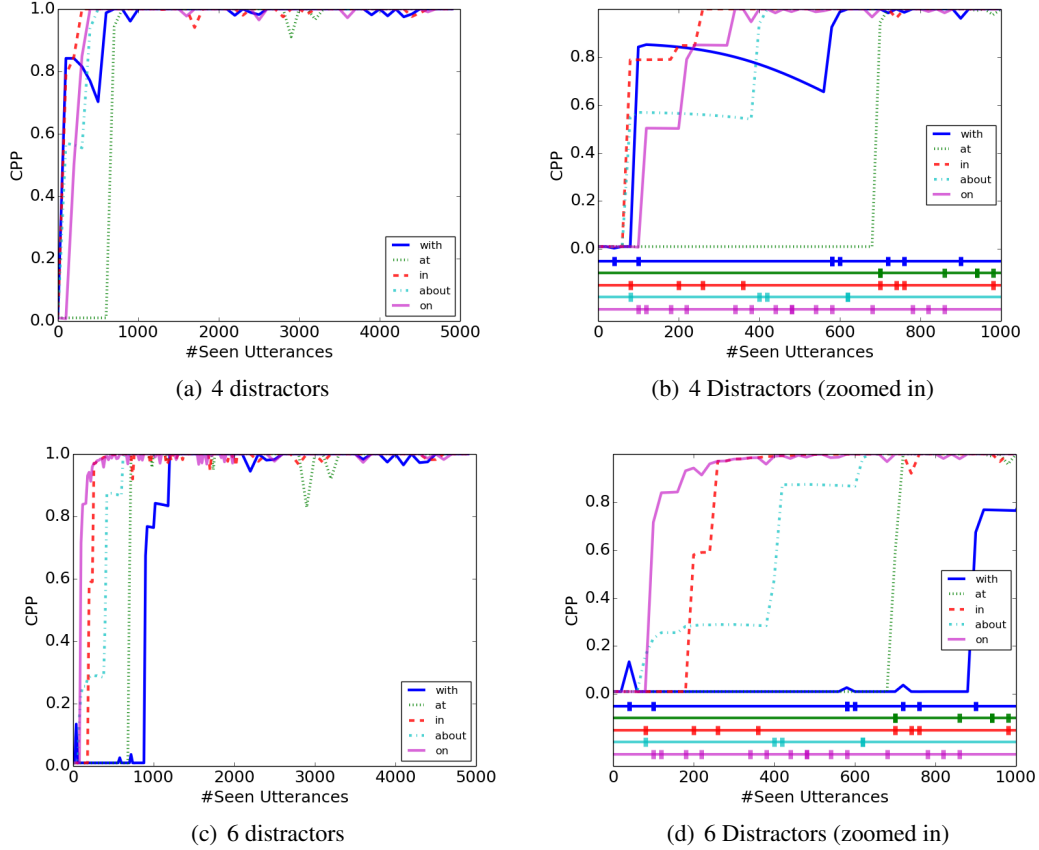 1.0
0.8
0.6
0.4
0.2
0.0
CPP
with
at
in
about
on
0 1000 2000 3000 4000 5000
#Seen Utterances
(a) 4 distractors
1.0
0.8
0.6
0.4
0.2
0.0
CPP
with
at
in
about
on
0 200 400 600 800 1000
#Seen Utterances
(b) 4 Distractors (zoomed in)
1.0
0.8
0.6
0.4
0.2
0.0
CPP
with
at
in
about
on
0 1000 2000 3000 4000 5000
#Seen Utterances
(c) 6 distractors
1.0
0.8
0.6
0.4
0.2
0.0
CPP
with
at
in
about
on
0 200 400 600 800 1000
#Seen Utterances
(d) 6 Distractors (zoomed in)